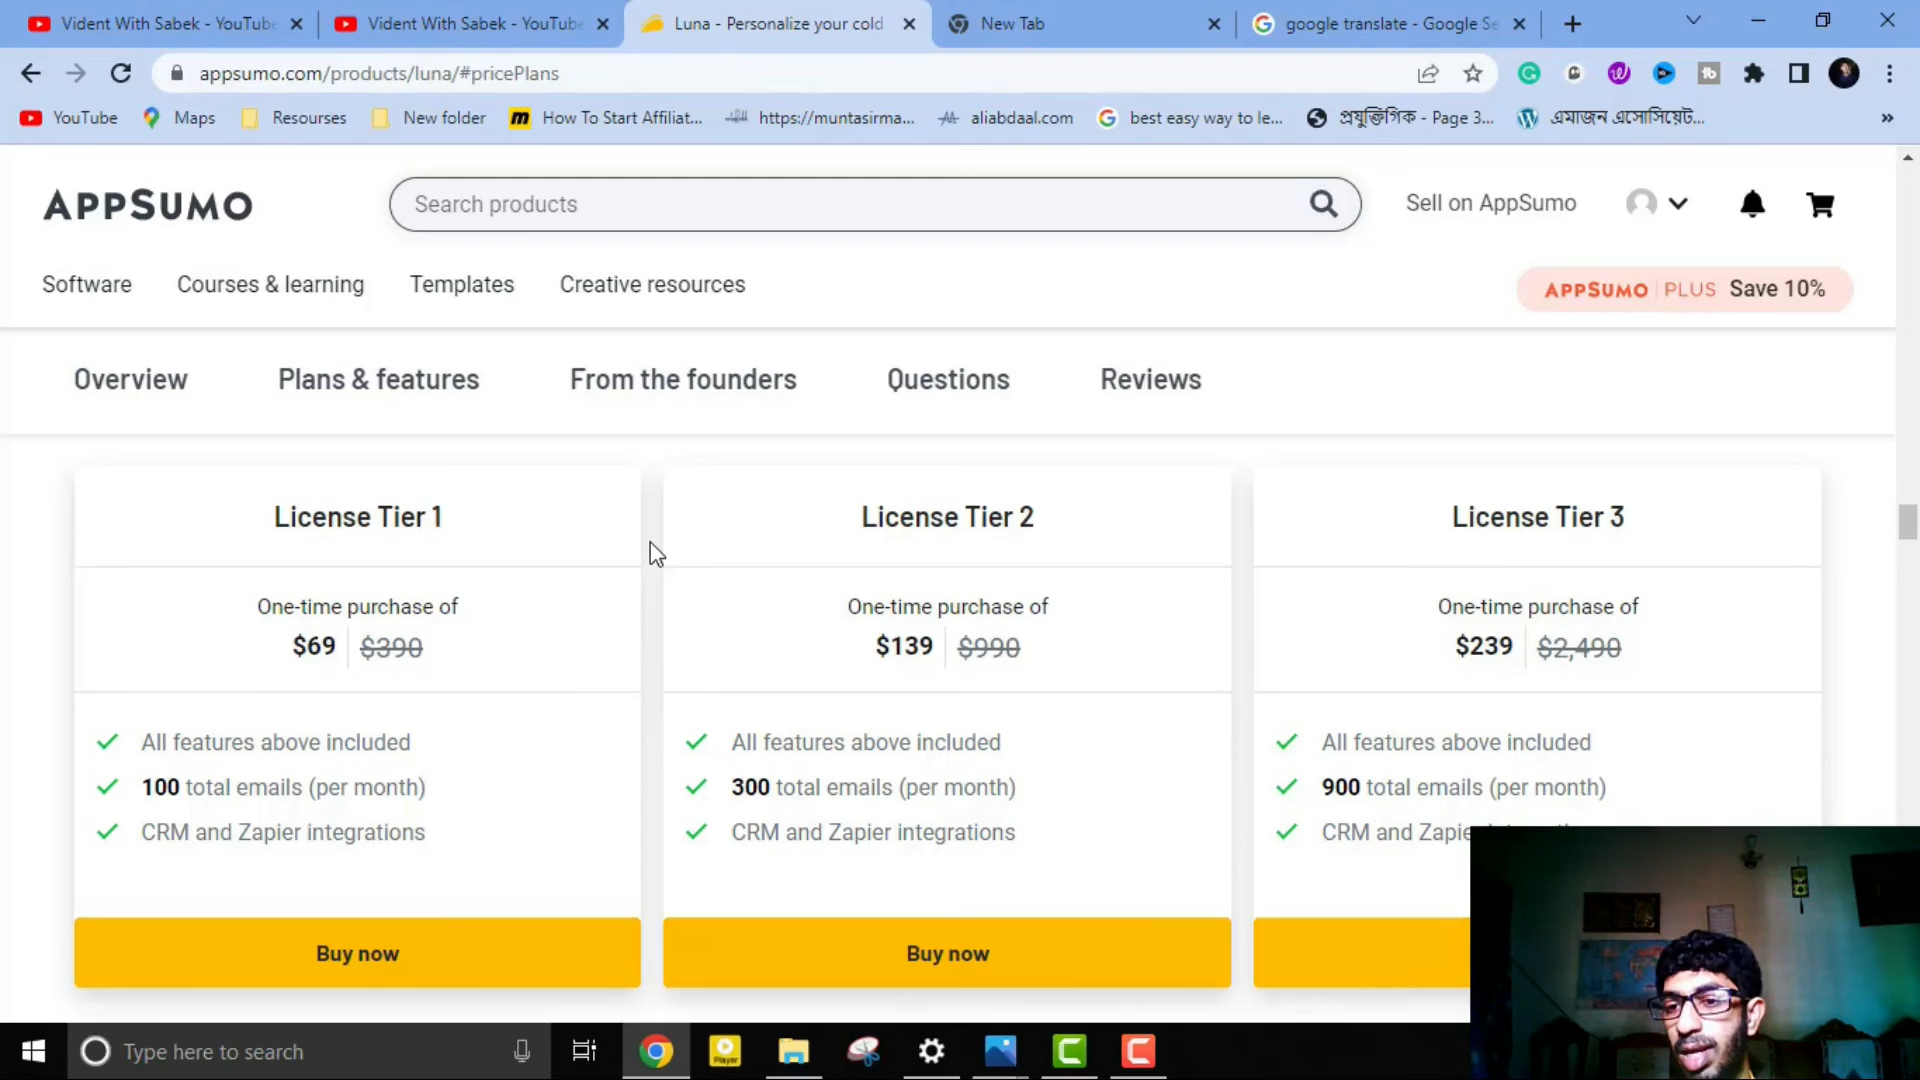 Vident With Sabek - YouTube
Vident With Sabek - YouTube
Luna - Personalize your cold
New Tab
google translate - Google Se
appsumo.com/products/luna/#pricePlans
YouTube
Maps
Resourses
New folder
How To Start Affiliat...
https://muntasirma...
aliabdaal.com
best easy way to le...
প্রযুক্তিগিক - Page 3...
এমাজন এসোসিয়েট...
APPSUMO
Search products
Sell on AppSumo
Software
Courses & learning
Templates
Creative resources
APPSUMO PLUS Save 10%
Overview
Plans & features
From the founders
Questions
Reviews
License Tier 1
One-time purchase of
$69 $390
All features above included
100 total emails (per month)
CRM and Zapier integrations
Buy now
License Tier 2
One-time purchase of
$139 $990
All features above included
300 total emails (per month)
CRM and Zapier integrations
Buy now
License Tier 3
One-time purchase of
$239 $2,490
All features above included
900 total emails (per month)
CRM and
Type here to search
Player